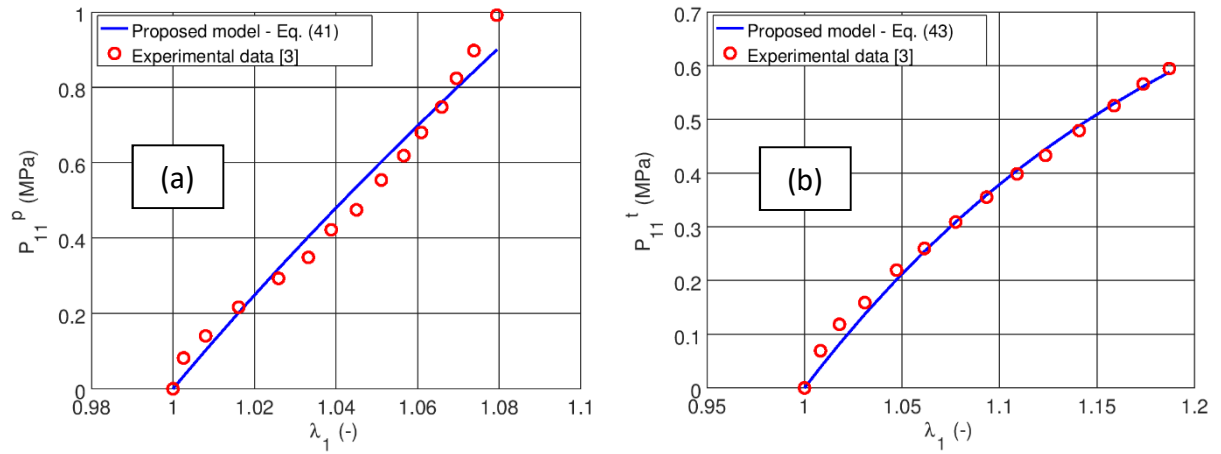 Proposed model - Eq. (41)
Experimental data [3]
(a)
P₁₁ᵖ (MPa)
1
0.8
0.6
0.4
0.2
0
0.98 1 1.02 1.04 1.06 1.08 1.1
λ₁ (-)
Proposed model - Eq. (43)
Experimental data [3]
(b)
P₁₁ᵗ (MPa)
0.7
0.6
0.5
0.4
0.3
0.2
0.1
0
0.95 1 1.05 1.1 1.15 1.2
λ₁ (-)